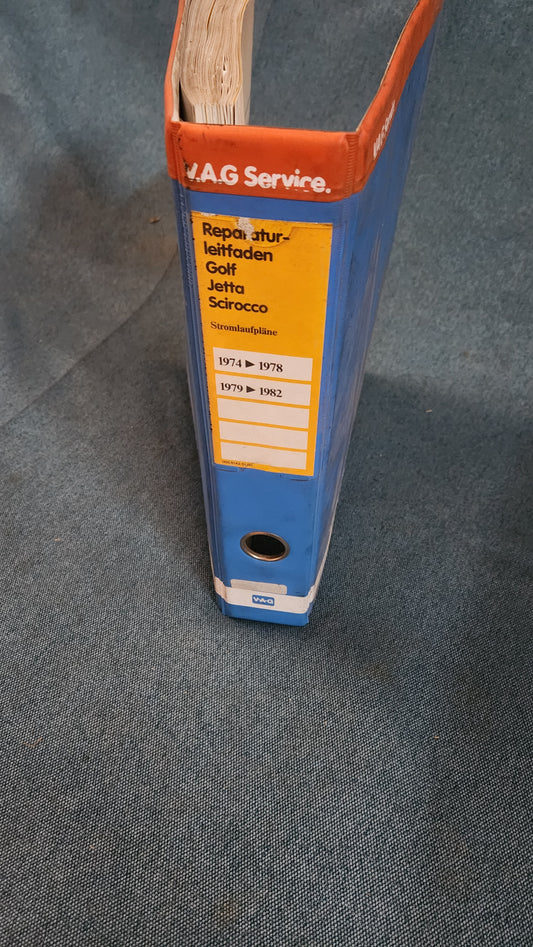 V.A.G Service.
Reparatur-
leitfaden
Golf
Jetta
Scirocco
Stromlaufpläne
1974 ▶ 1978
1979 ▶ 1982
V·A·G